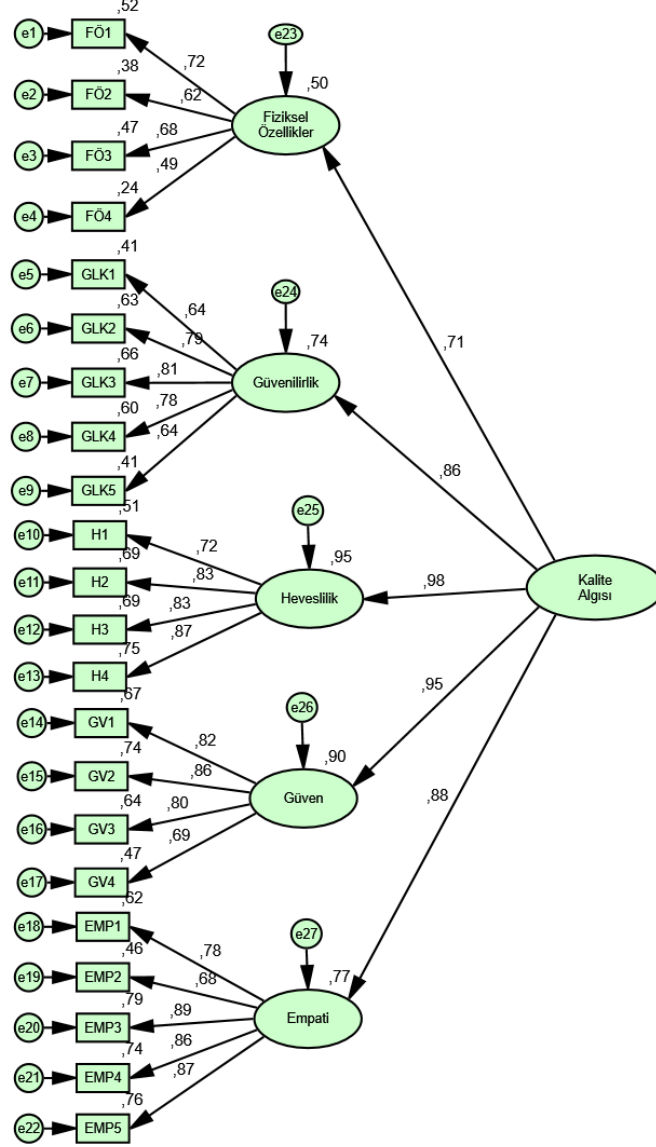 ,52
e1
FÖ1
,72
,38
e2
FÖ2
,62
,47
e3
FÖ3
,68
,24
e4
FÖ4
,49
e23
,50
Fiziksel
Özellikler
,71
,41
e5
GLK1
,64
,63
e6
GLK2
,79
,66
e7
GLK3
,81
,60
e8
GLK4
,78
,41
e9
GLK5
,64
e24
,74
Güvenilirlik
,86
,51
e10
H1
,72
,69
e11
H2
,83
,69
e12
H3
,83
,75
e13
H4
,87
e25
,95
Heveslilik
,98
Kalite
Algısı
,67
e14
GV1
,82
,74
e15
GV2
,86
,64
e16
GV3
,80
,47
e17
GV4
,69
e26
,90
Güven
,95
,62
e18
EMP1
,78
,46
e19
EMP2
,68
,79
e20
EMP3
,89
,74
e21
EMP4
,86
,76
e22
EMP5
,87
e27
,77
Empati
,88